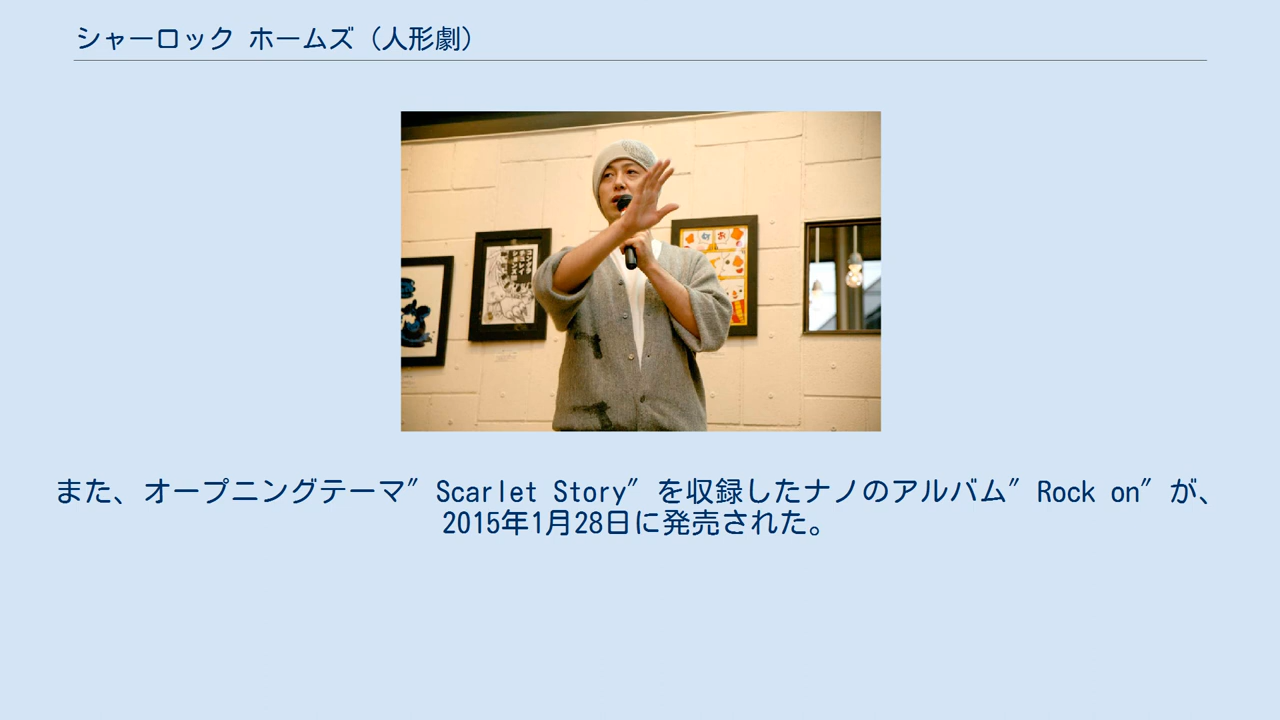 シャーロック ホームズ（人形劇）
また、オープニングテーマ”Scarlet Story”を収録したナノのアルバム”Rock on”が、
2015年1月28日に発売された。